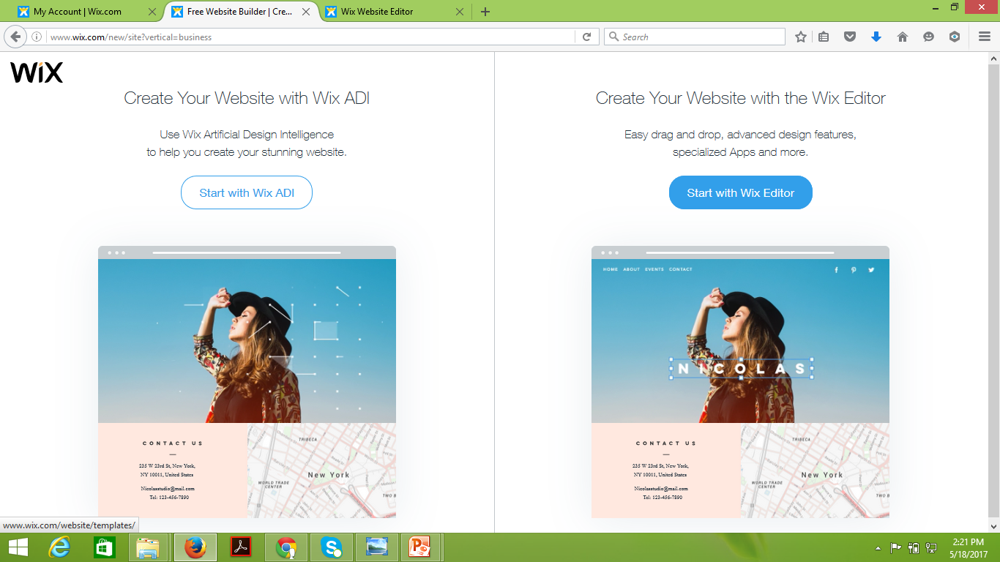 My Account | Wix.com
Free Website Builder | Cre...
Wix Website Editor
www.wix.com/new/site?vertical=business
Search
WiX
Create Your Website with Wix ADI
Use Wix Artificial Design Intelligence
to help you create your stunning website.
Start with Wix ADI
CONTACT US
235 W 23rd St, New York,
NY 10011, United States
Nicolasstudio@mail.com
Tel: 123-456-7890
TRIBECA
New York
WORLD TRADE
CENTER
TWO B
Create Your Website with the Wix Editor
Easy drag and drop, advanced design features,
specialized Apps and more.
Start with Wix Editor
HOME ABOUT EVENTS CONTACT
NICOLAS
CONTACT US
235 W 23rd St, New York,
NY 10011, United States
Nicolasstudio@mail.com
Tel: 123-456-7890
TRIBECA
New York
WORLD TRADE
CENTER
TWO B
www.wix.com/website/templates/
2:21 PM
5/18/2017